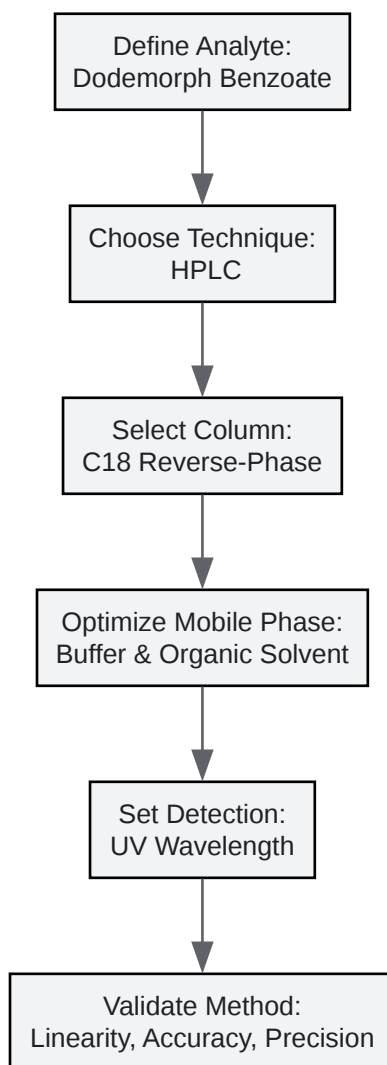 Define Analyte:
Dodemorph Benzoate
Choose Technique:
HPLC
Select Column:
C18 Reverse-Phase
Optimize Mobile Phase:
Buffer & Organic Solvent
Set Detection:
UV Wavelength
Validate Method:
Linearity, Accuracy, Precision